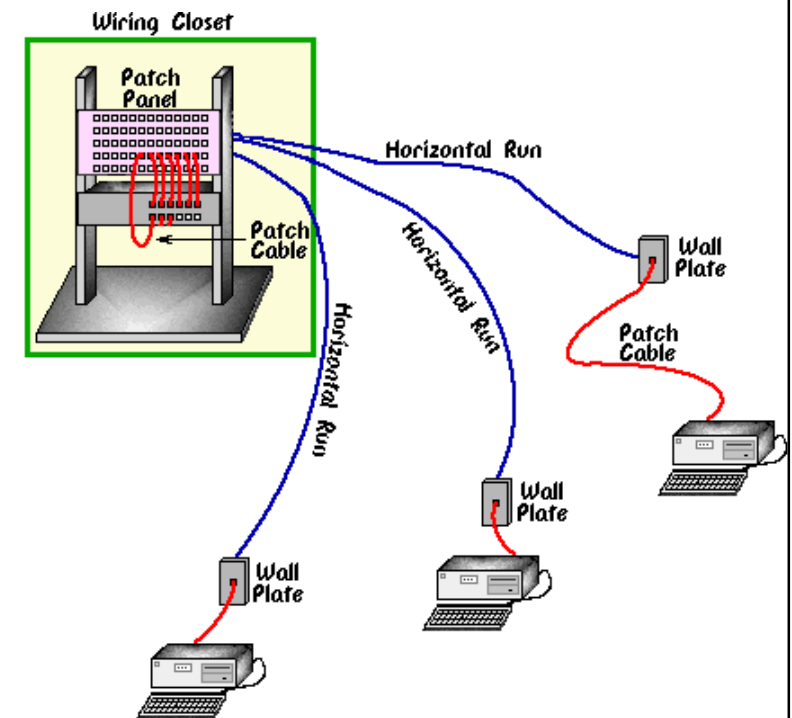 Wiring Closet
Patch
Panel
Patch
Cable
Horizontal Run
Horizontal Run
Horizontal Run
Wall
Plate
Patch
Cable
Wall
Plate
Wall
Plate